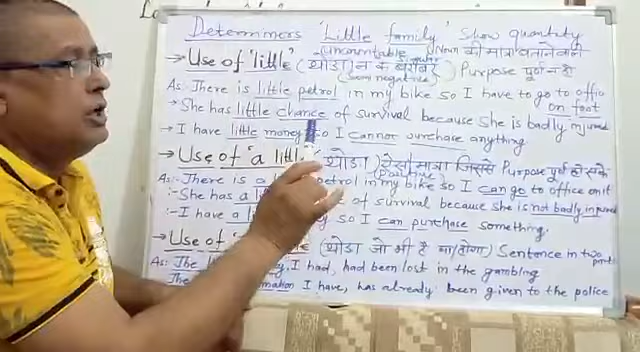 Determiners 'Little family' Show quantity
→ Use of 'little' - uncountable Noun की मात्रा बताने वाले
(थोड़ा) न के बरोबर) Purpose पूर्ण न हो
(Semi negative)
As: There is little petrol in my bike so I have to go to office on foot
→ She has little chance of survival because she is badly injured
→ I have little money so I cannot purchase anything.
→ Use of 'a little थोडा (ऐसी मात्रा जिससे Purpose पूर्ण हो सके
(positive)
As:- There is a petrol in my bike so I can go to office on it
:- She has a of survival because she is not badly injured
:- I have a so I can purchase something.
→ Use of (थोडा जो भी है था/होगा) Sentence in two parts
As: The I had, had been lost in the gambling
The I have, has already been given to the police